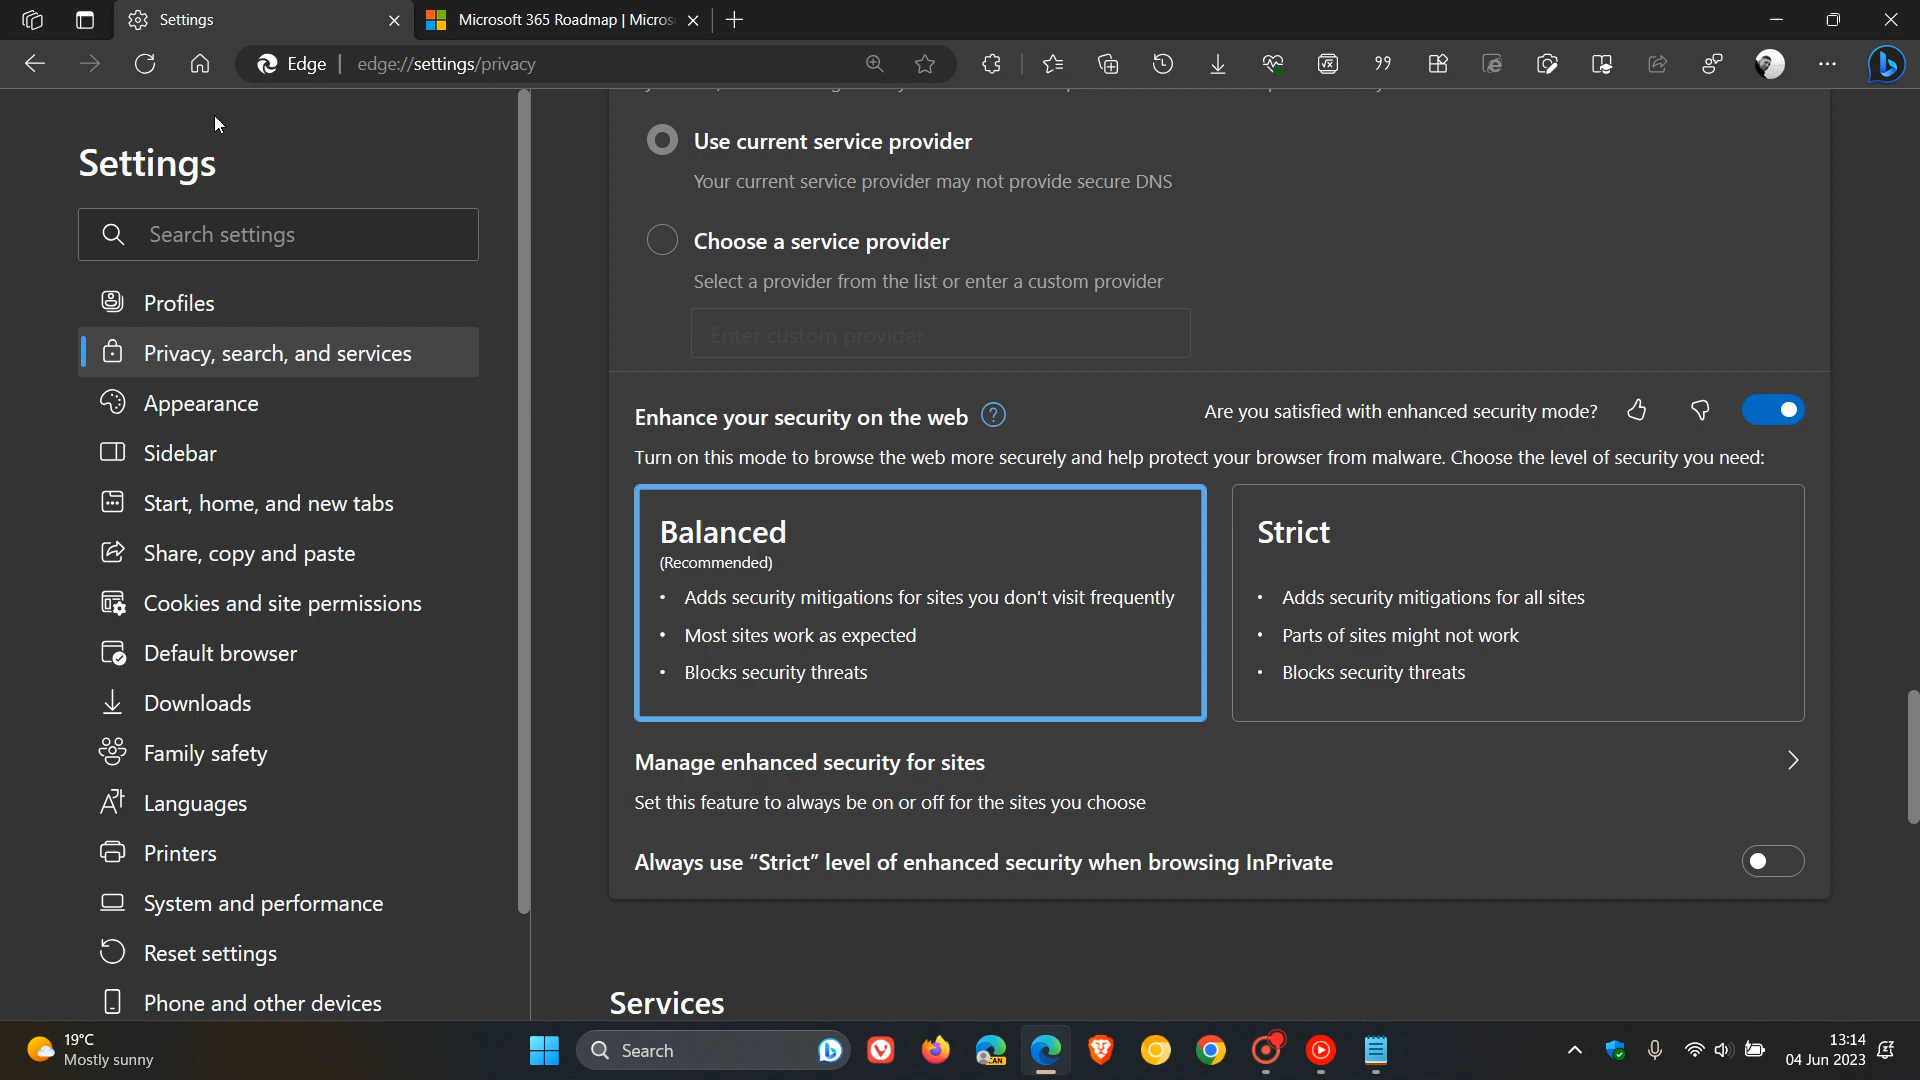 Settings
Microsoft 365 Roadmap | Micros
Edge
edge://settings/privacy
Settings
Search settings
Profiles
Privacy, search, and services
Appearance
Sidebar
Start, home, and new tabs
Share, copy and paste
Cookies and site permissions
Default browser
Downloads
Family safety
Languages
Printers
System and performance
Reset settings
Phone and other devices
Use current service provider
Your current service provider may not provide secure DNS
Choose a service provider
Select a provider from the list or enter a custom provider
Enter custom provider
Enhance your security on the web
Are you satisfied with enhanced security mode?
Turn on this mode to browse the web more securely and help protect your browser from malware. Choose the level of security you need:
Balanced
(Recommended)
• Adds security mitigations for sites you don't visit frequently
• Most sites work as expected
• Blocks security threats
Strict
• Adds security mitigations for all sites
• Parts of sites might not work
• Blocks security threats
Manage enhanced security for sites
Set this feature to always be on or off for the sites you choose
Always use “Strict” level of enhanced security when browsing InPrivate
Services
19°C
Mostly sunny
Search
CAN
13:14
04 Jun 2023